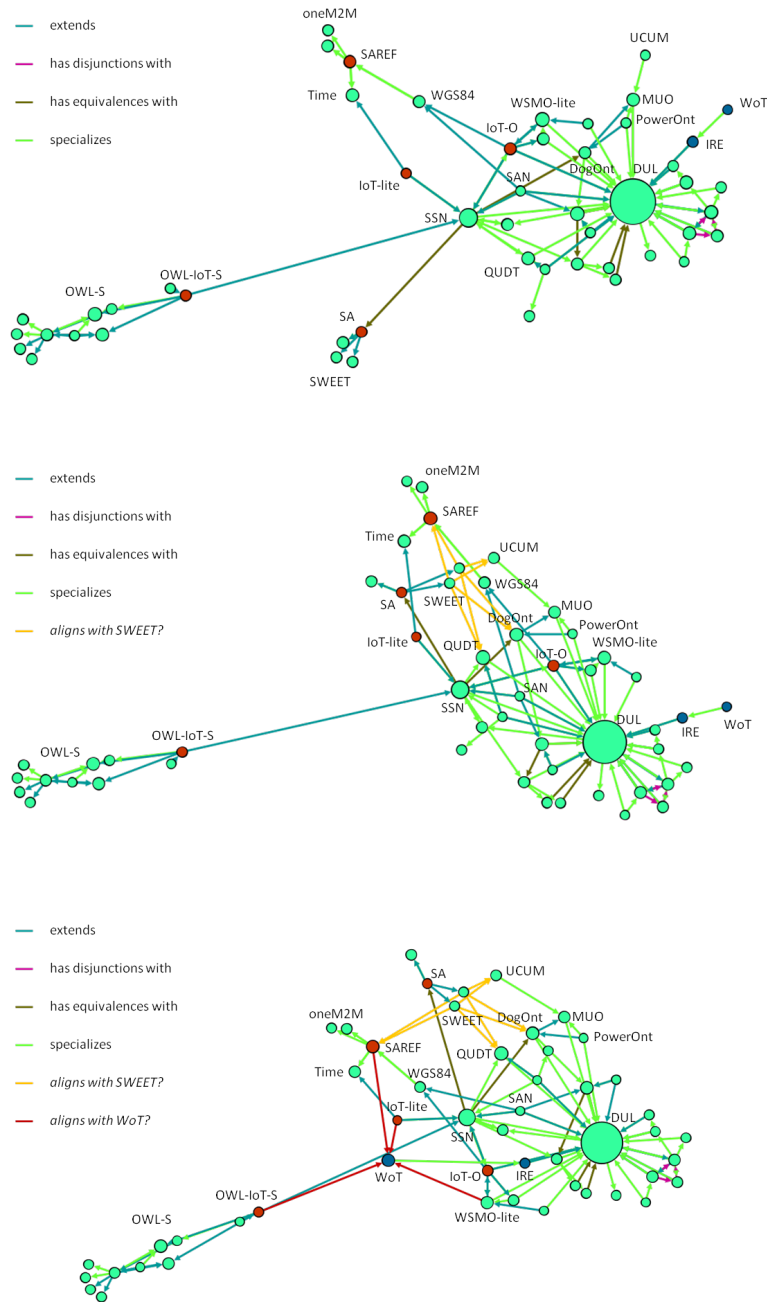 oneM2M
extends
UCUM
SAREF
has disjunctions with
Time
WGS84
WSMO-lite
MUO
has equivalences with
WoT
PowerOnt
IoT-O
specializes
IRE
DogOnt
DUL
IoT-lite
SAN
SSN
QUDT
OWL-IoT-S
OWL-S
SA
SWEET
oneM2M
extends
SAREF
has disjunctions with
Time
UCUM
has equivalences with
WGS84
SWEET
specializes
SA
MUO
DogOnt
aligns with SWEET?
PowerOnt
IoT-lite
WSMO-lite
QUDT
IoT-O
SAN
SSN
DUL
IRE
WoT
OWL-IoT-S
OWL-S
extends
SA
UCUM
has disjunctions with
oneM2M
SWEET
DogOnt
MUO
has equivalences with
PowerOnt
SAREF
QUDT
specializes
Time
WGS84
aligns with SWEET?
SAN
IoT-lite
DUL
aligns with WoT?
SSN
WoT
IoT-O
IRE
OWL-IoT-S
WSMO-lite
OWL-S